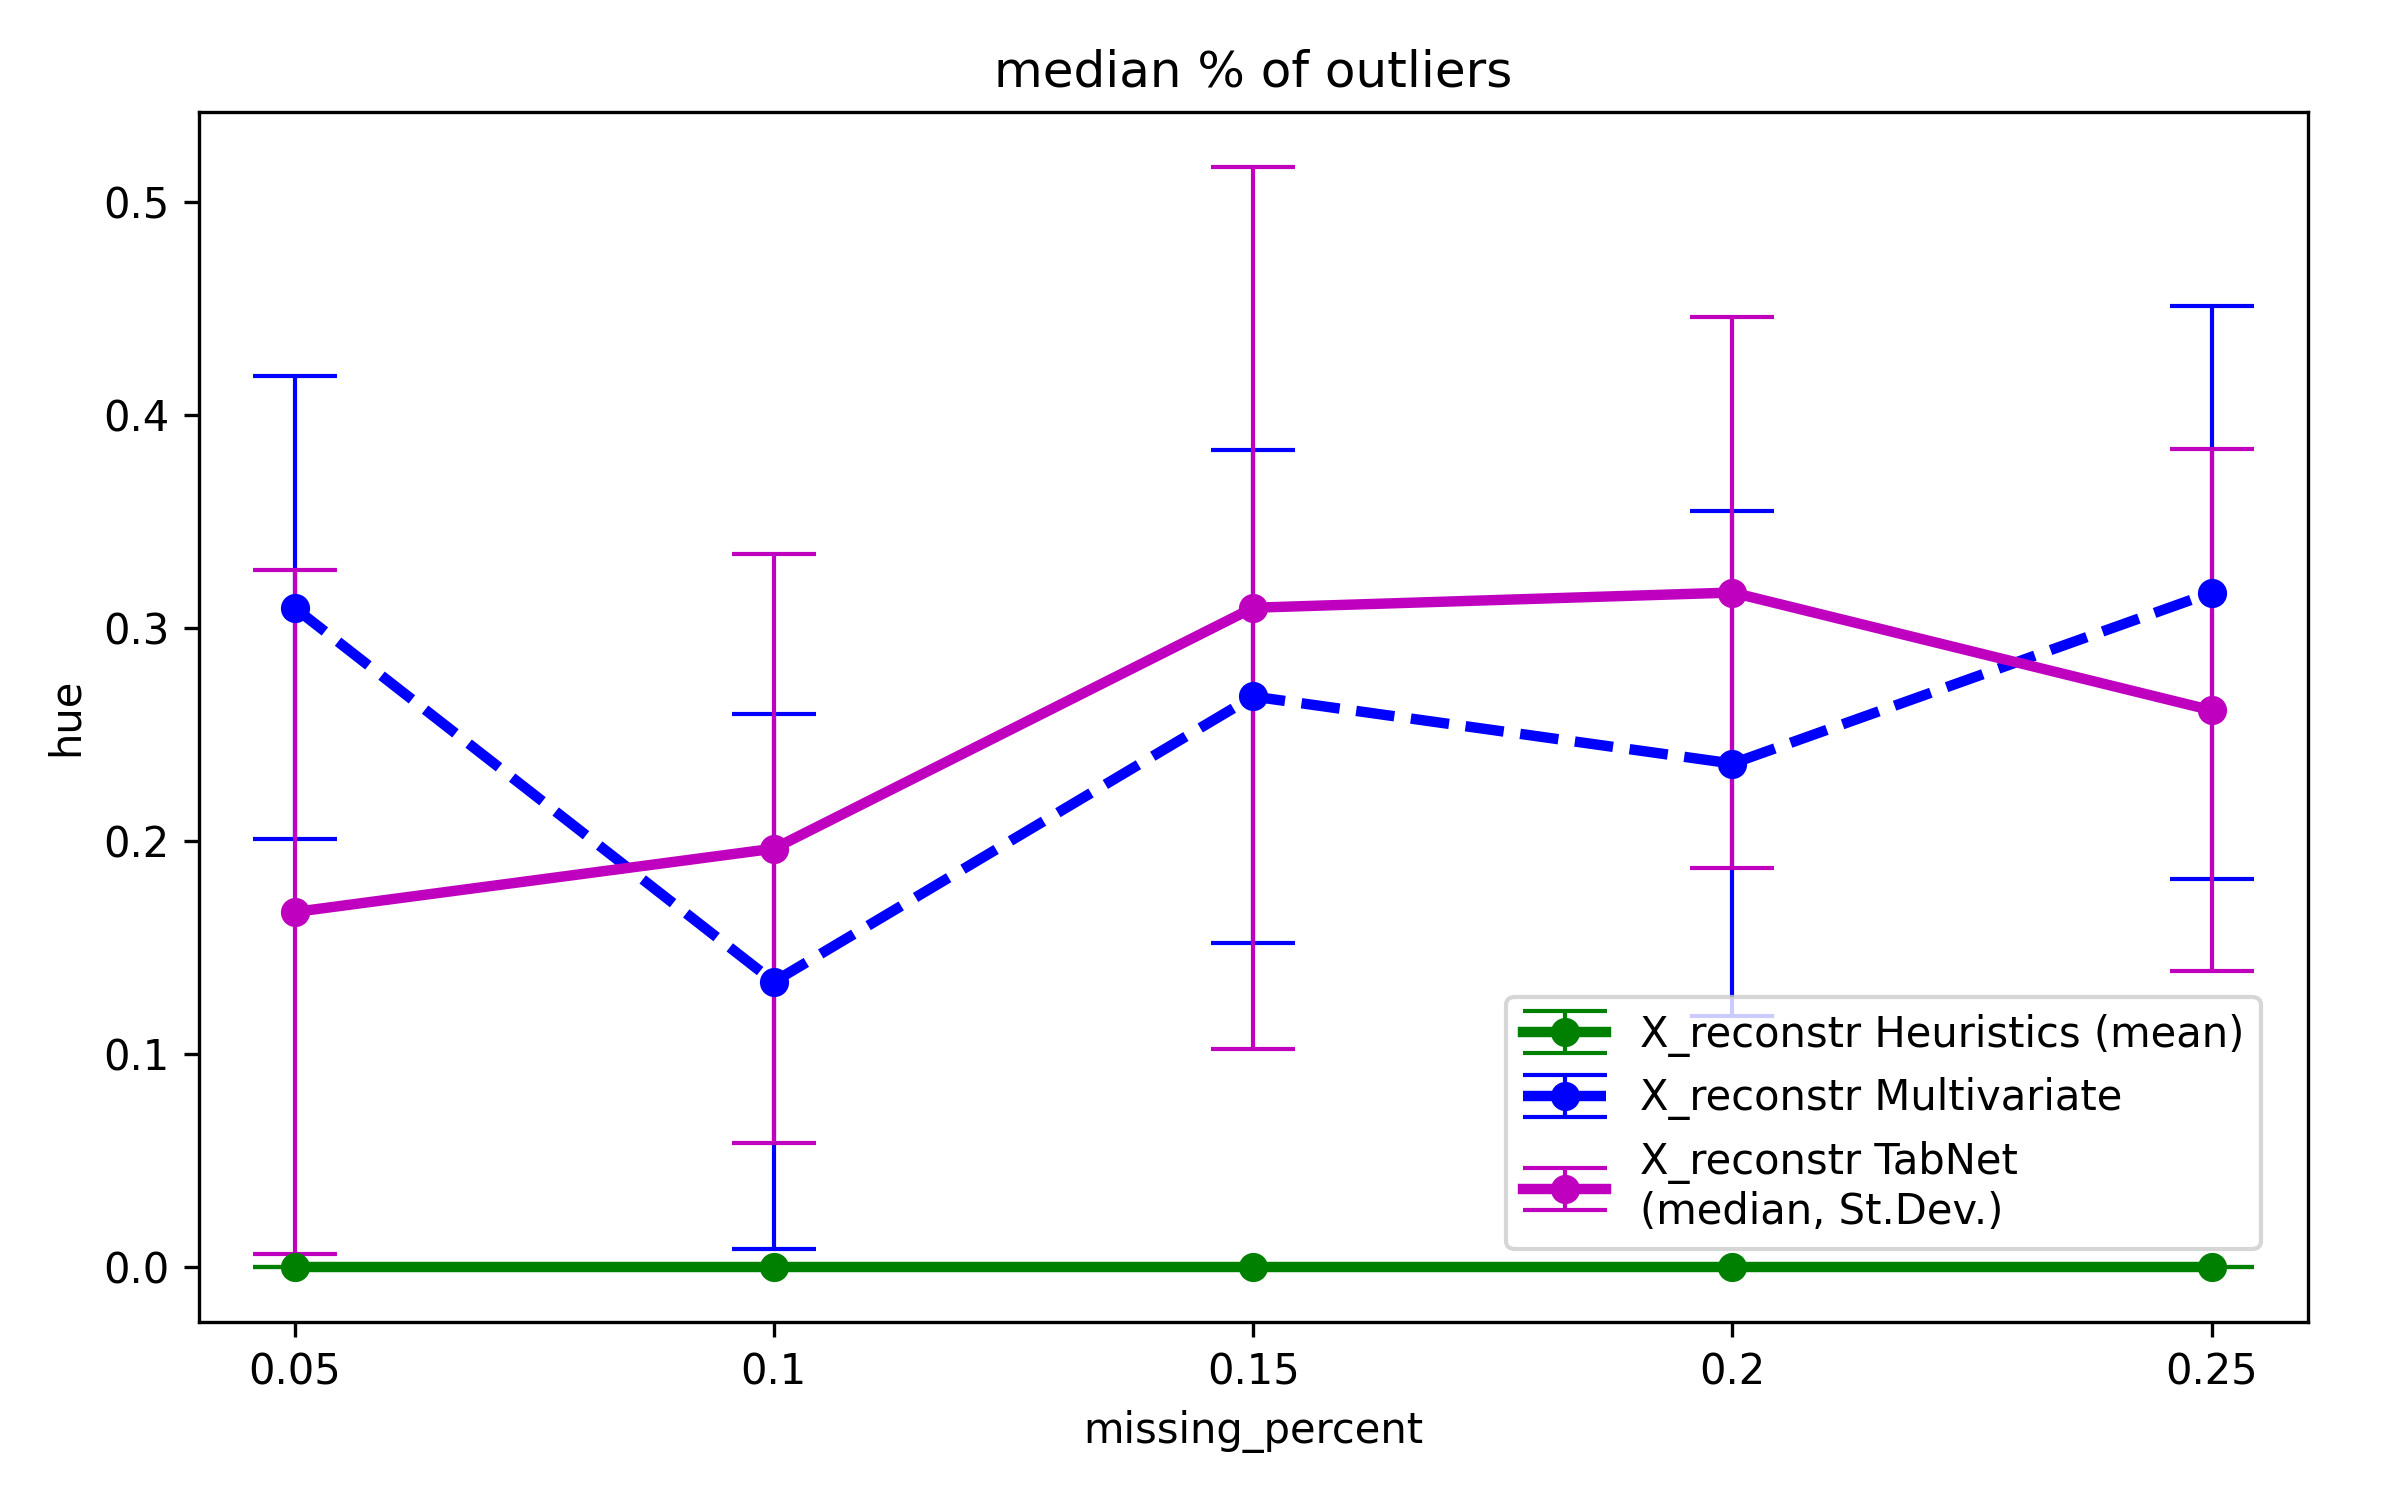 median % of outliers
hue
0.5
0.4
0.3
0.2
0.1
0.0
X_reconstr Heuristics (mean)
X_reconstr Multivariate
X_reconstr TabNet
(median, St.Dev.)
0.05
0.1
0.15
0.2
0.25
missing_percent